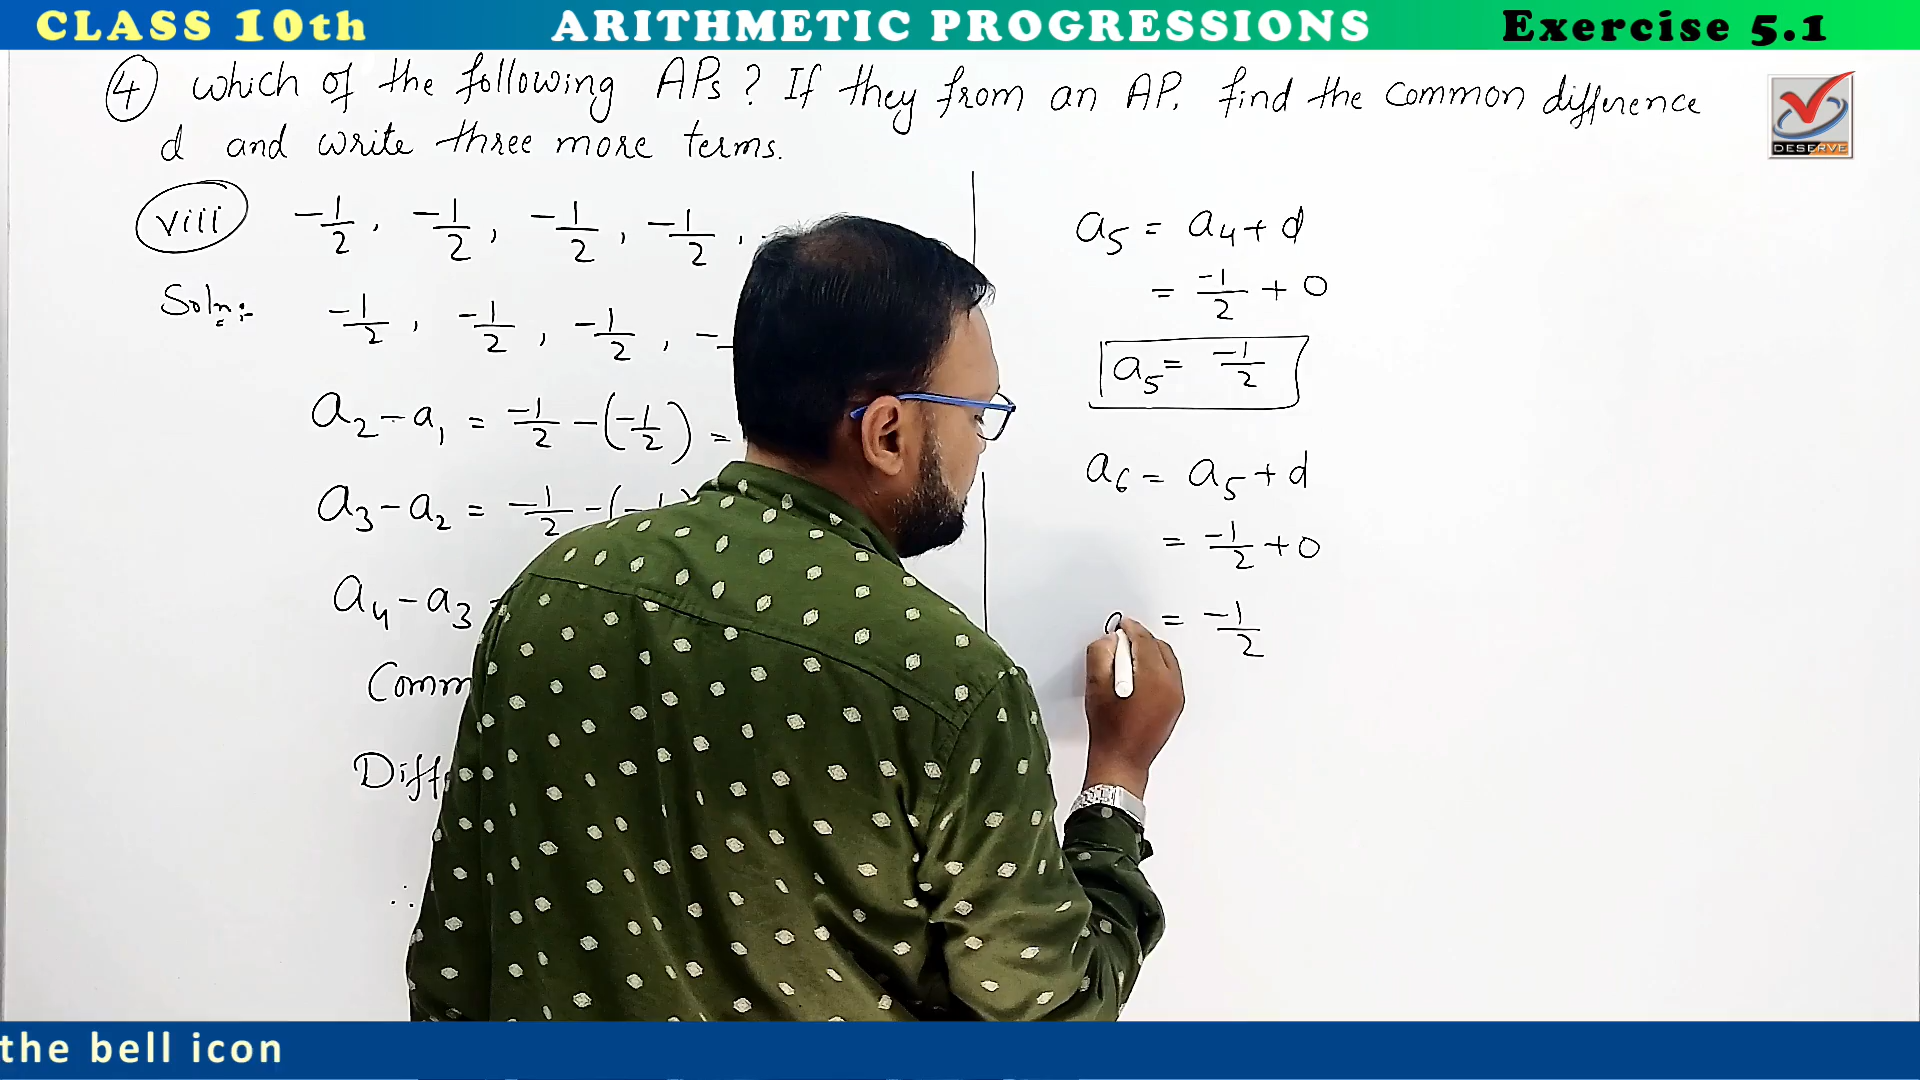 CLASS 10th ARITHMETIC PROGRESSIONS Exercise 5.1
④ which of the following APs ? If they from an AP. find the common difference
d and write three more terms.
DESERVE
viii -1/2, -1/2, -1/2, -1/2,
Soln:- -1/2, -1/2, -1/2, -
a₂-a₁ = -1/2-(-1/2) =
a₃-a₂ = -1/2-(-1
a₄-a₃ =
Comm
Diff
∴
a₅ = a₄+d
= -1/2 + 0
a₅= -1/2
a₆ = a₅+d
= -1/2+0
a = -1/2
the bell icon